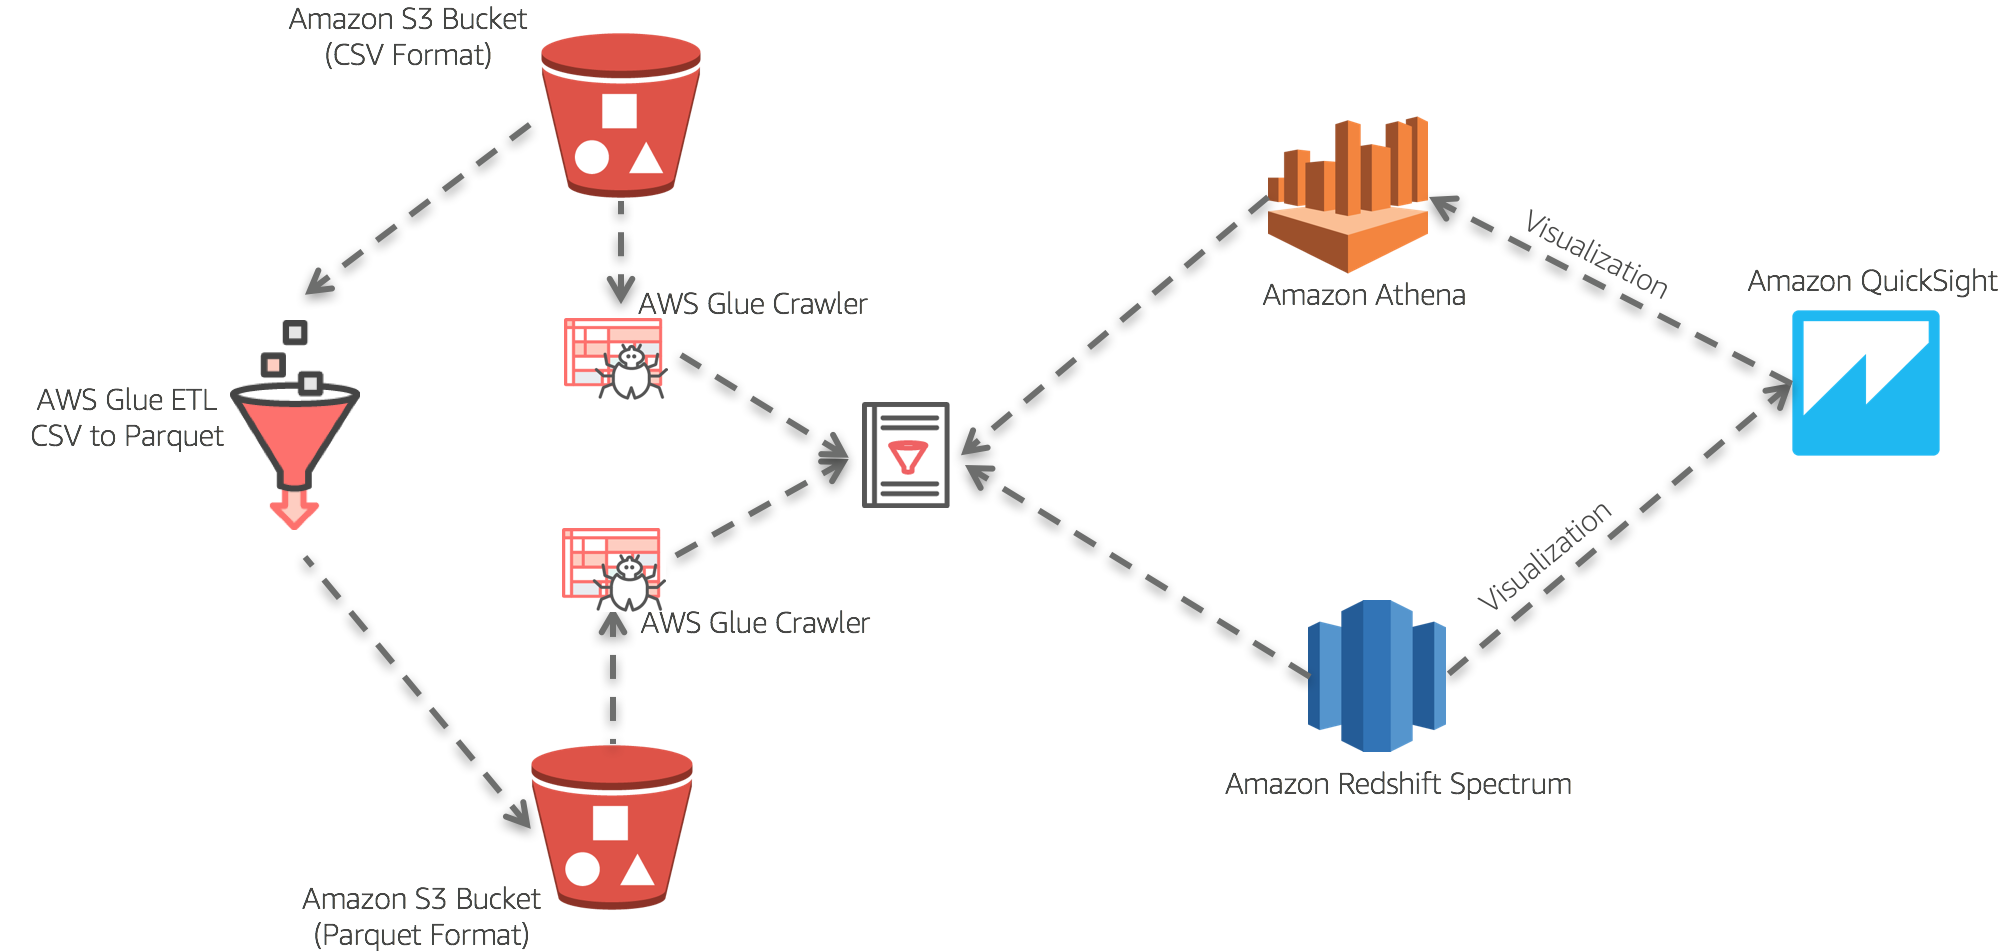 Amazon S3 Bucket
(CSV Format)
AWS Glue Crawler
AWS Glue ETL
CSV to Parquet
AWS Glue Crawler
Amazon S3 Bucket
(Parquet Format)
Amazon Athena
Visualization
Amazon QuickSight
Visualization
Amazon Redshift Spectrum